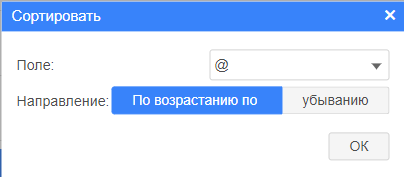 Сортировать ×
Поле: @
Направление: По возрастанию по убыванию
ОК